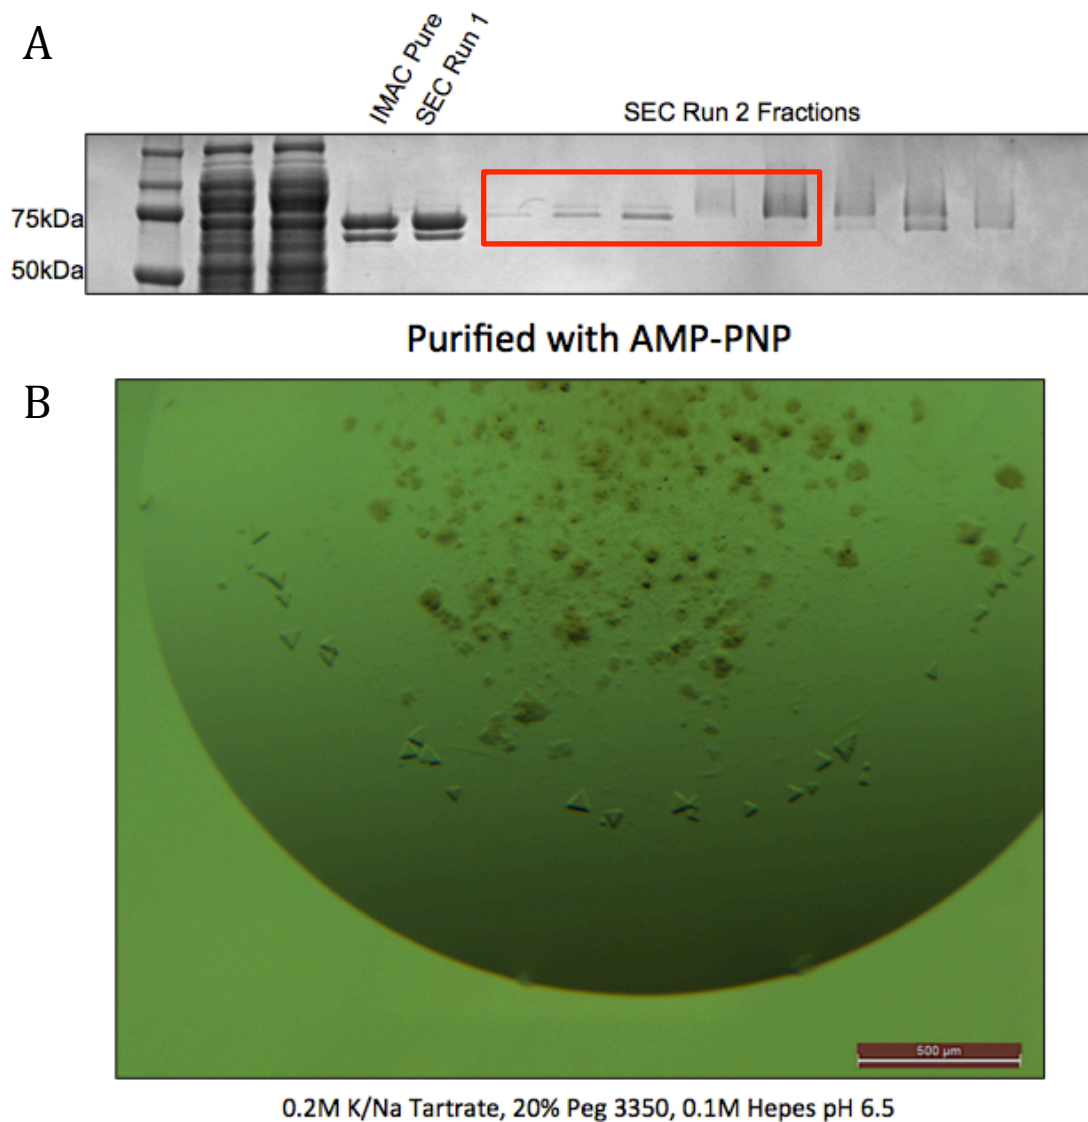 A
IMAC Pure
SEC Run 1
SEC Run 2 Fractions
75kDa
50kDa
Purified with AMP-PNP
B
500 µm
0.2M K/Na Tartrate, 20% Peg 3350, 0.1M Hepes pH 6.5